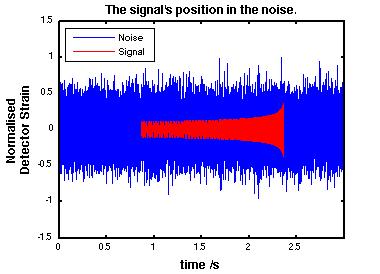 The signal's position in the noise.
Noise
Signal
Normalised
Detector Strain
1.5
1
0.5
0
-0.5
-1
-1.5
0 0.5 1 1.5 2 2.5
time /s